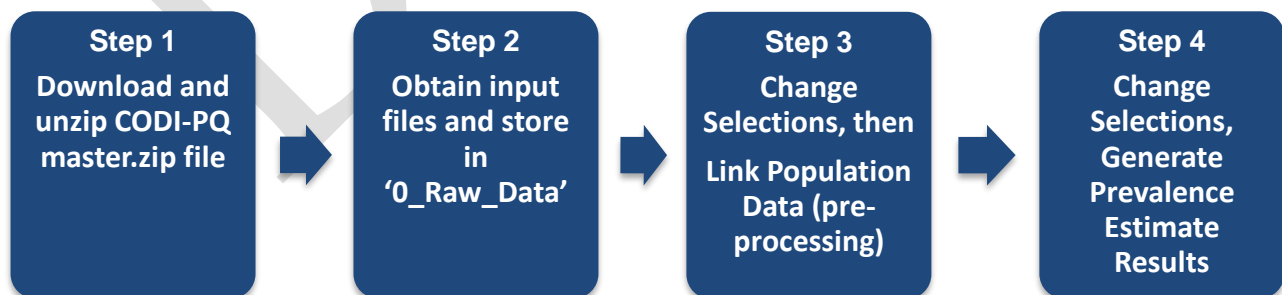 Step 1
Download and
unzip CODI-PQ
master.zip file
Step 2
Obtain input
files and store
in
‘0_Raw_Data’
Step 3
Change
Selections, then
Link Population
Data (pre-
processing)
Step 4
Change
Selections,
Generate
Prevalence
Estimate
Results